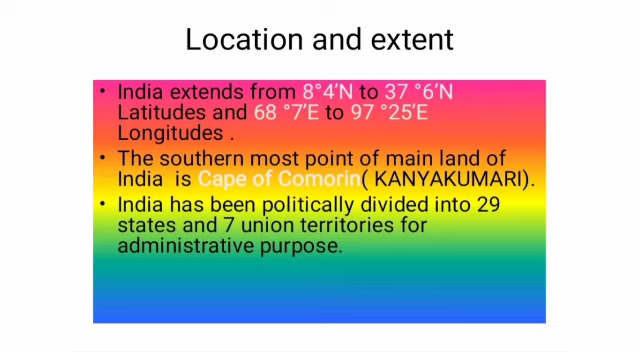 Location and extent
• India extends from 8°4'N to 37 °6'N
Latitudes and 68 °7'E to 97 °25'E
Longitudes .
• The southern most point of main land of
India is Cape of Comorin( KANYAKUMARI).
• India has been politically divided into 29
states and 7 union territories for
administrative purpose.